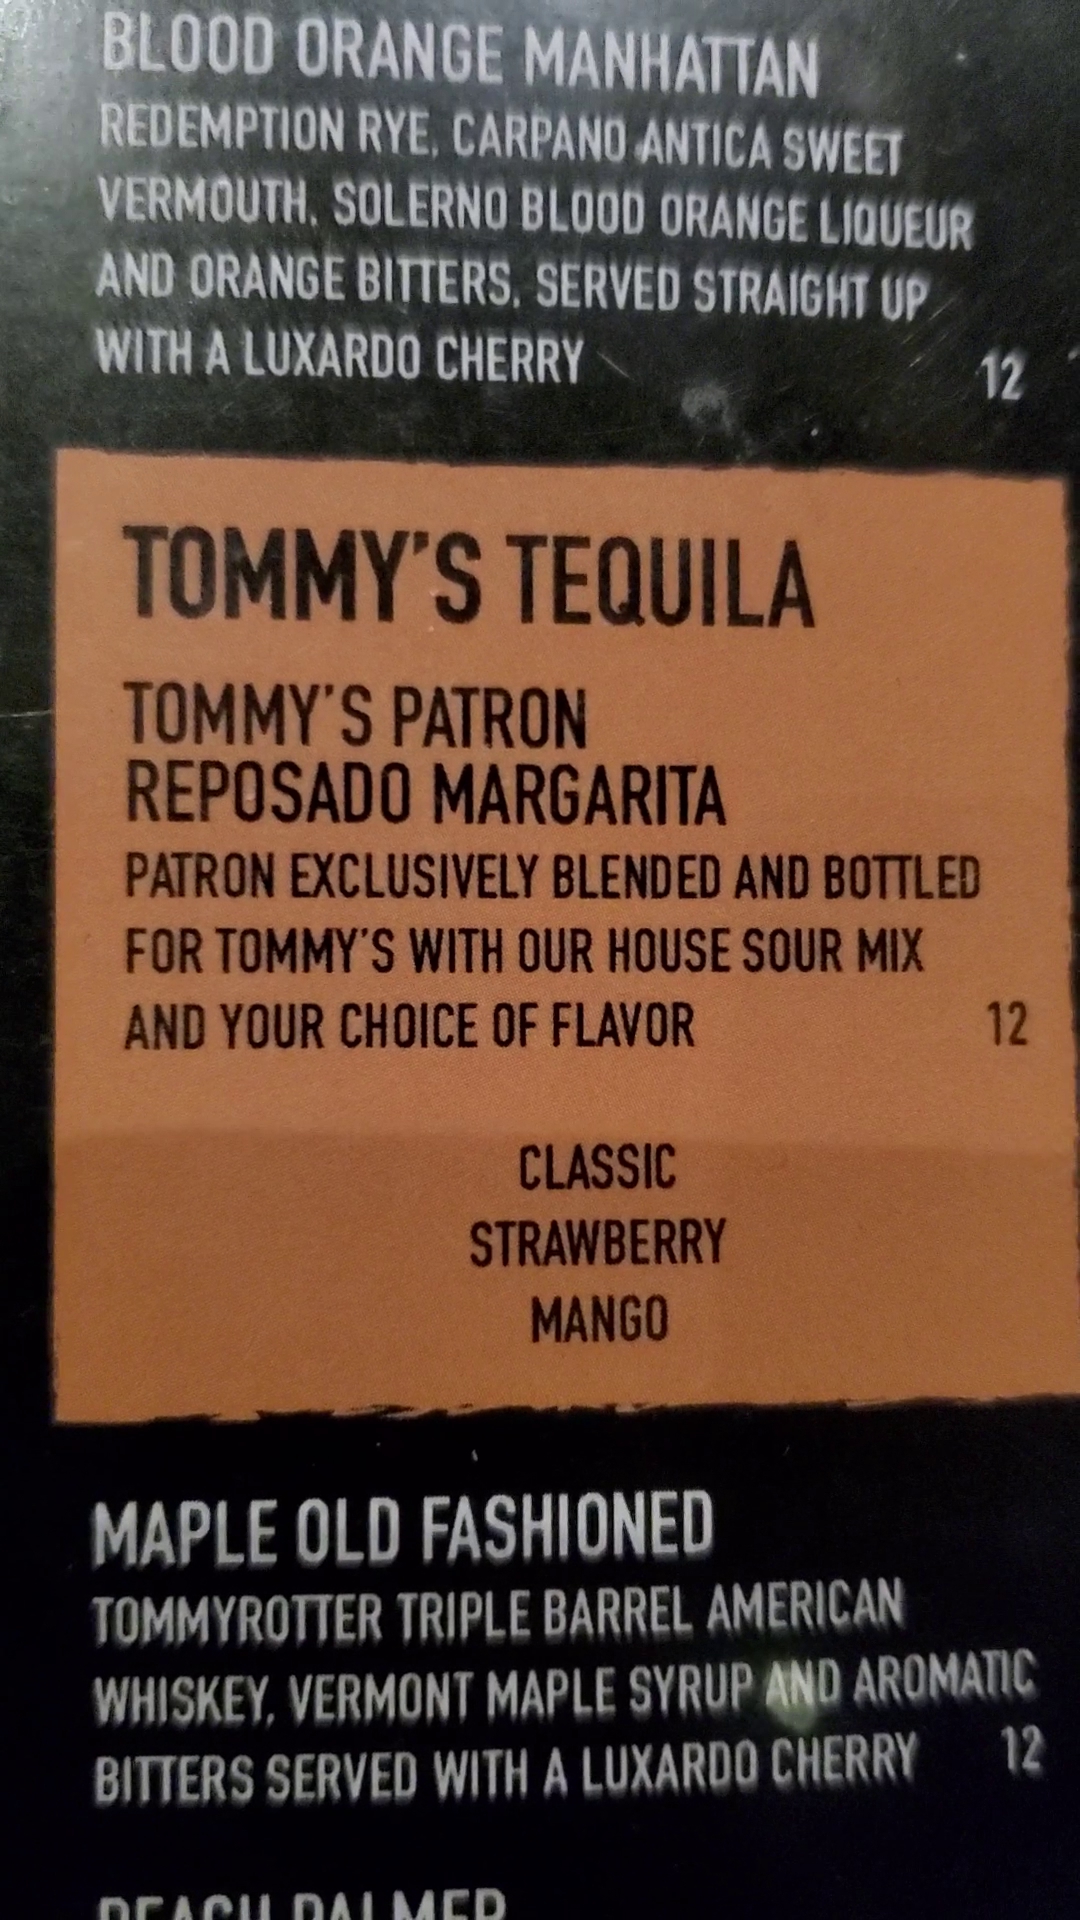 BLOOD ORANGE MANHATTAN
REDEMPTION RYE, CARPANO ANTICA SWEET
VERMOUTH, SOLERNO BLOOD ORANGE LIQUEUR
AND ORANGE BITTERS, SERVED STRAIGHT UP
WITH A LUXARDO CHERRY 12
TOMMY'S TEQUILA
TOMMY'S PATRON
REPOSADO MARGARITA
PATRON EXCLUSIVELY BLENDED AND BOTTLED
FOR TOMMY'S WITH OUR HOUSE SOUR MIX
AND YOUR CHOICE OF FLAVOR 12
CLASSIC
STRAWBERRY
MANGO
MAPLE OLD FASHIONED
TOMMYROTTER TRIPLE BARREL AMERICAN
WHISKEY, VERMONT MAPLE SYRUP AND AROMATIC
BITTERS SERVED WITH A LUXARDO CHERRY 12
PEACH PALMER